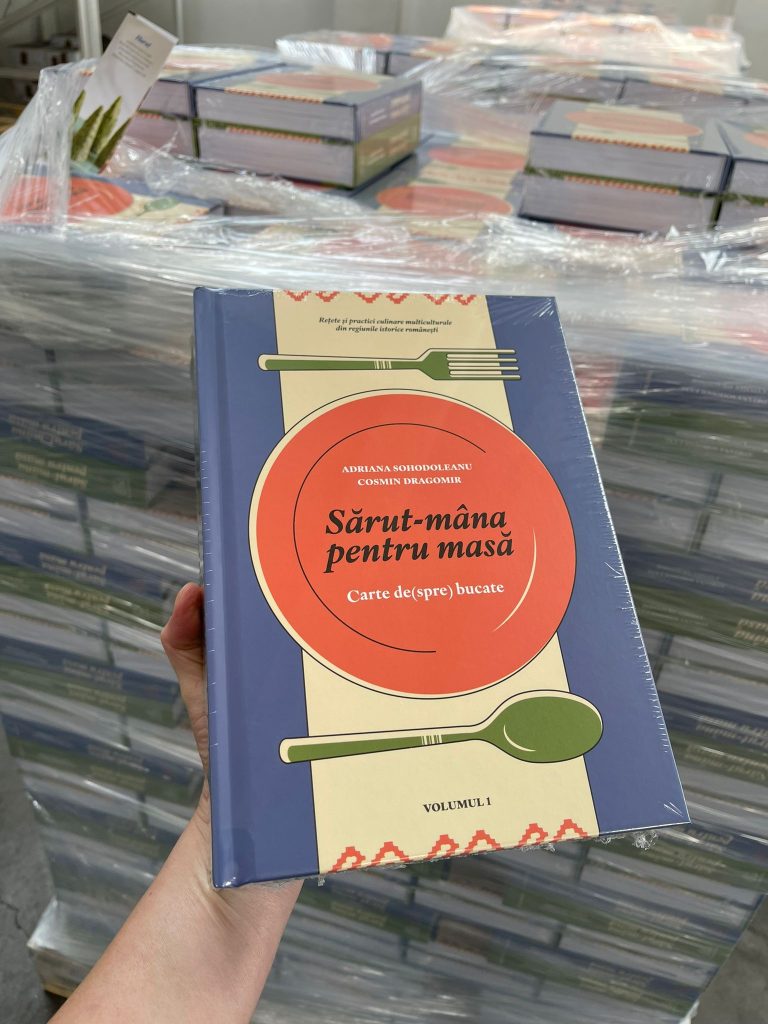 Rețete și practici culinare multiculturale
din regiunile istorice românești
ADRIANA SOHODOLEANU
COSMIN DRAGOMIR
Sărut-mâna
pentru masă
Carte de(spre) bucate
VOLUMUL 1